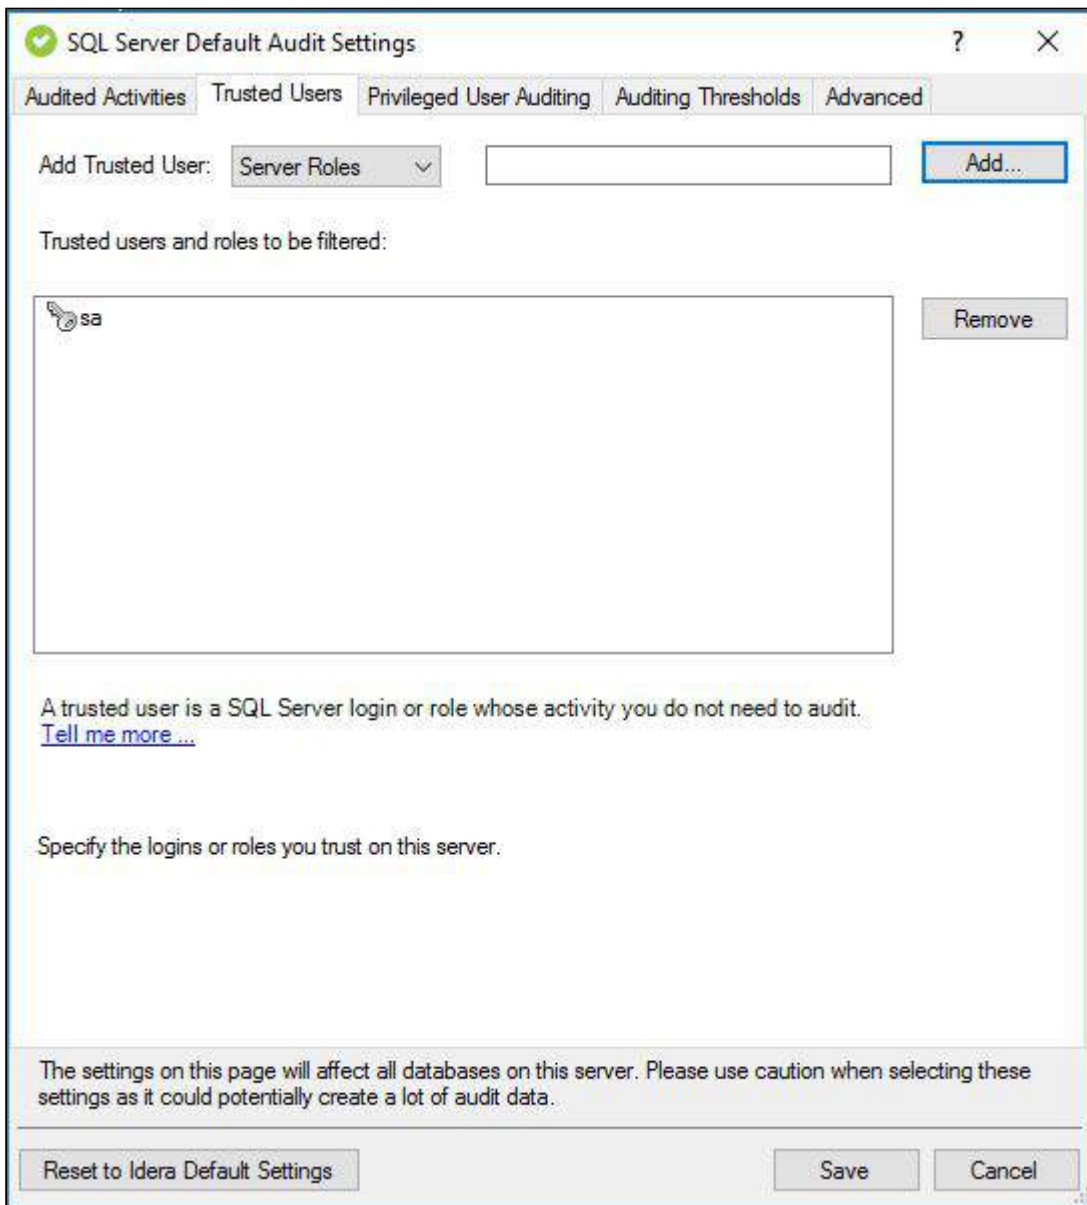 SQL Server Default Audit Settings ?
Audited Activities Trusted Users Privileged User Auditing Auditing Thresholds Advanced
Add Trusted User: Server Roles Add...
Trusted users and roles to be filtered:
sa
Remove
A trusted user is a SQL Server login or role whose activity you do not need to audit.
Tell me more ...
Specify the logins or roles you trust on this server.
The settings on this page will affect all databases on this server. Please use caution when selecting these
settings as it could potentially create a lot of audit data.
Reset to Idera Default Settings Save Cancel